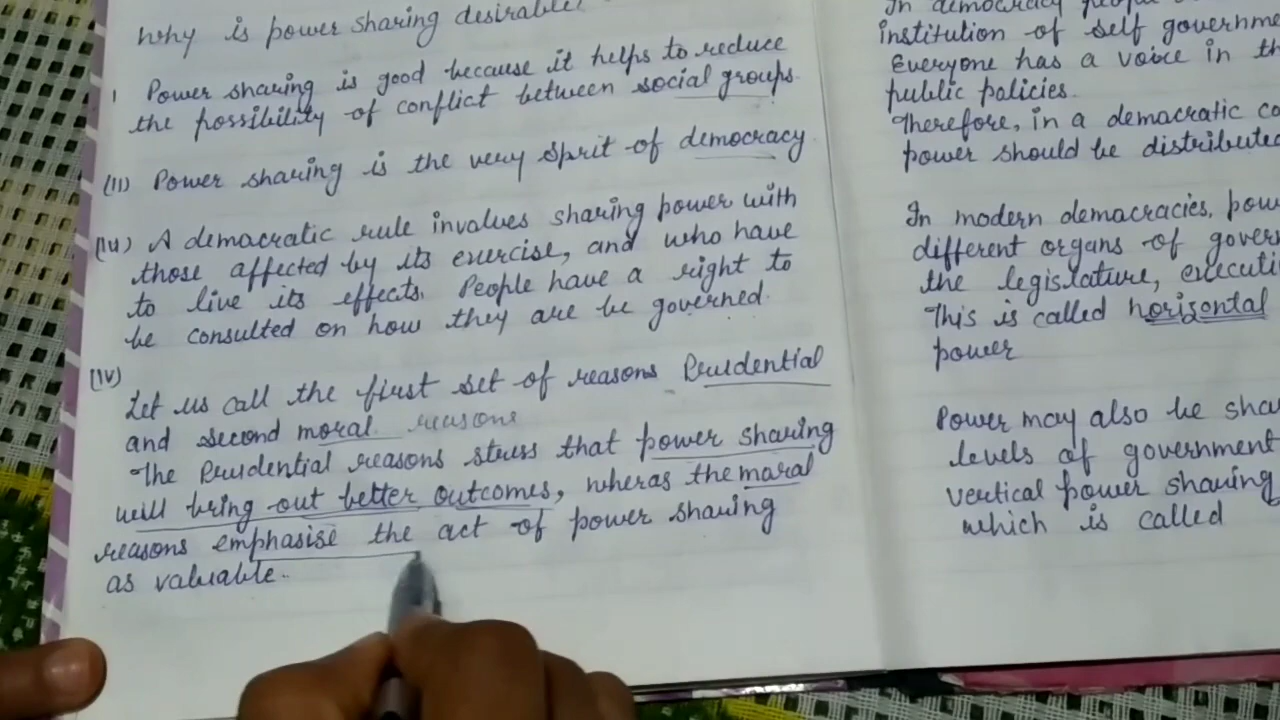 Why is power sharing desirable?
I Power sharing is good because it helps to reduce
the possibility of conflict between social groups.
(II) Power sharing is the very sprit of democracy.
(III) A demacratic rule involves sharing power with
those affected by its exercise, and who have
to live its effects. People have a right to
be consulted on how they are be governed.
(IV)
Let us call the first set of reasons Prudential
and second moral reasons
The Prudential reasons stress that power sharing
will bring out better outcomes, wheras the moral
reasons emphasise the act of power sharing
as valuable.
In democracy people
institution of self governme
Everyone has a voice in th
public policies.
Therefore, in a demacratic co
power should be distribute
In modern demacracies, pow
different organs of gover
the legislature, executi
This is called horizontal
power
Power may also be sha
levels of government
vertical power sharing
which is called